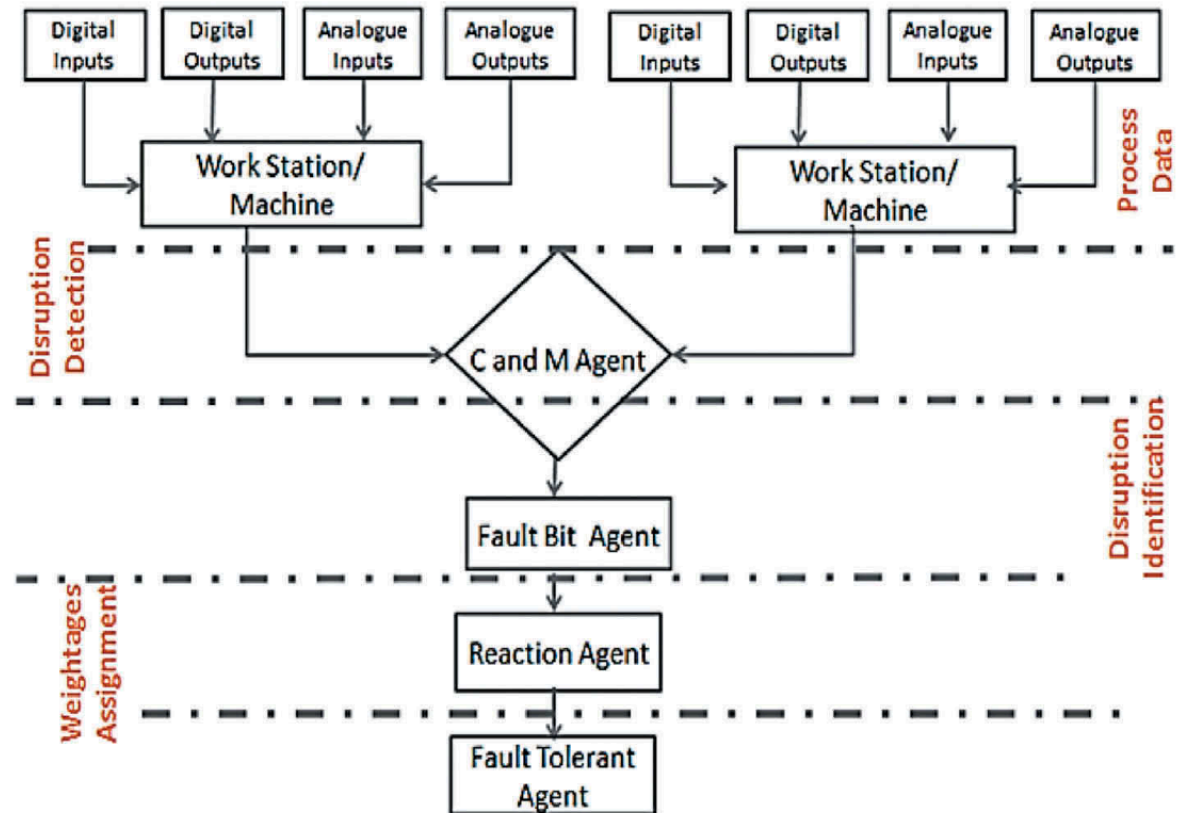 Digital
Inputs
Digital
Outputs
Analogue
Inputs
Analogue
Outputs
Digital
Inputs
Digital
Outputs
Analogue
Inputs
Analogue
Outputs
Work Station/
Machine
Work Station/
Machine
Process
Data
Disruption
Detection
C and M Agent
Disruption
Identification
Fault Bit Agent
Weightages
Assignment
Reaction Agent
Fault Tolerant
Agent